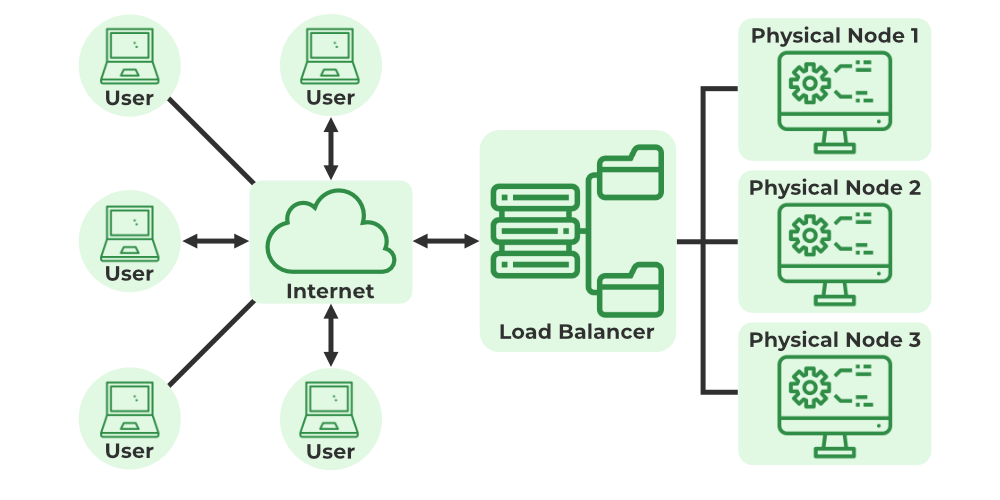 User
User
User
User
User
Internet
Load Balancer
Physical Node 1
Physical Node 2
Physical Node 3